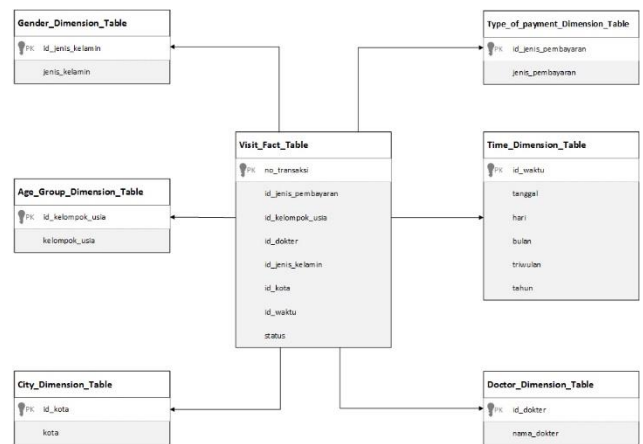 Gender_Dimension_Table
PK id_jenis_kelamin
jenis_kelamin
Type_of_payment_Dimension_Table
PK id_jenis_pembayaran
jenis_pembayaran
Visit_Fact_Table
PK no_transaksi
id_jenis_pembayaran
id_kelompok_usia
id_dokter
id_jenis_kelamin
id_kota
id_waktu
status
Age_Group_Dimension_Table
PK id_kelompok_usia
kelompok_usia
Time_Dimension_Table
PK id_waktu
tanggal
hari
bulan
triwulan
tahun
City_Dimension_Table
PK id_kota
kota
Doctor_Dimension_Table
PK id_dokter
nama_dokter